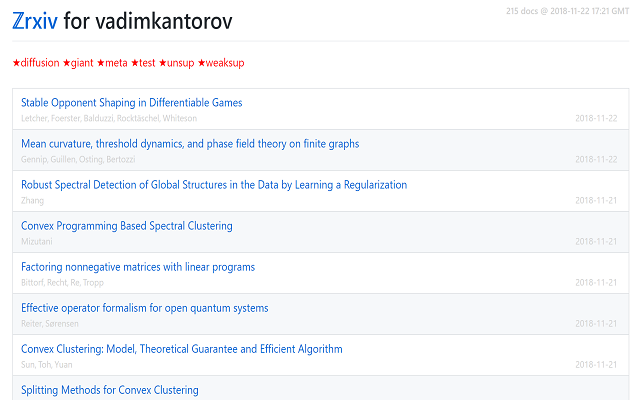 ℤrxiv for vadimkantorov
215 docs @ 2018-11-22 17:21 GMT
★diffusion ★giant ★meta ★test ★unsup ★weaksup
Stable Opponent Shaping in Differentiable Games
Letcher, Foerster, Balduzzi, Rocktäschel, Whiteson 2018-11-22
Mean curvature, threshold dynamics, and phase field theory on finite graphs
Gennip, Guillen, Osting, Bertozzi 2018-11-22
Robust Spectral Detection of Global Structures in the Data by Learning a Regularization
Zhang 2018-11-21
Convex Programming Based Spectral Clustering
Mizutani 2018-11-21
Factoring nonnegative matrices with linear programs
Bittorf, Recht, Re, Tropp 2018-11-21
Effective operator formalism for open quantum systems
Reiter, Sørensen 2018-11-21
Convex Clustering: Model, Theoretical Guarantee and Efficient Algorithm
Sun, Toh, Yuan 2018-11-21
Splitting Methods for Convex Clustering